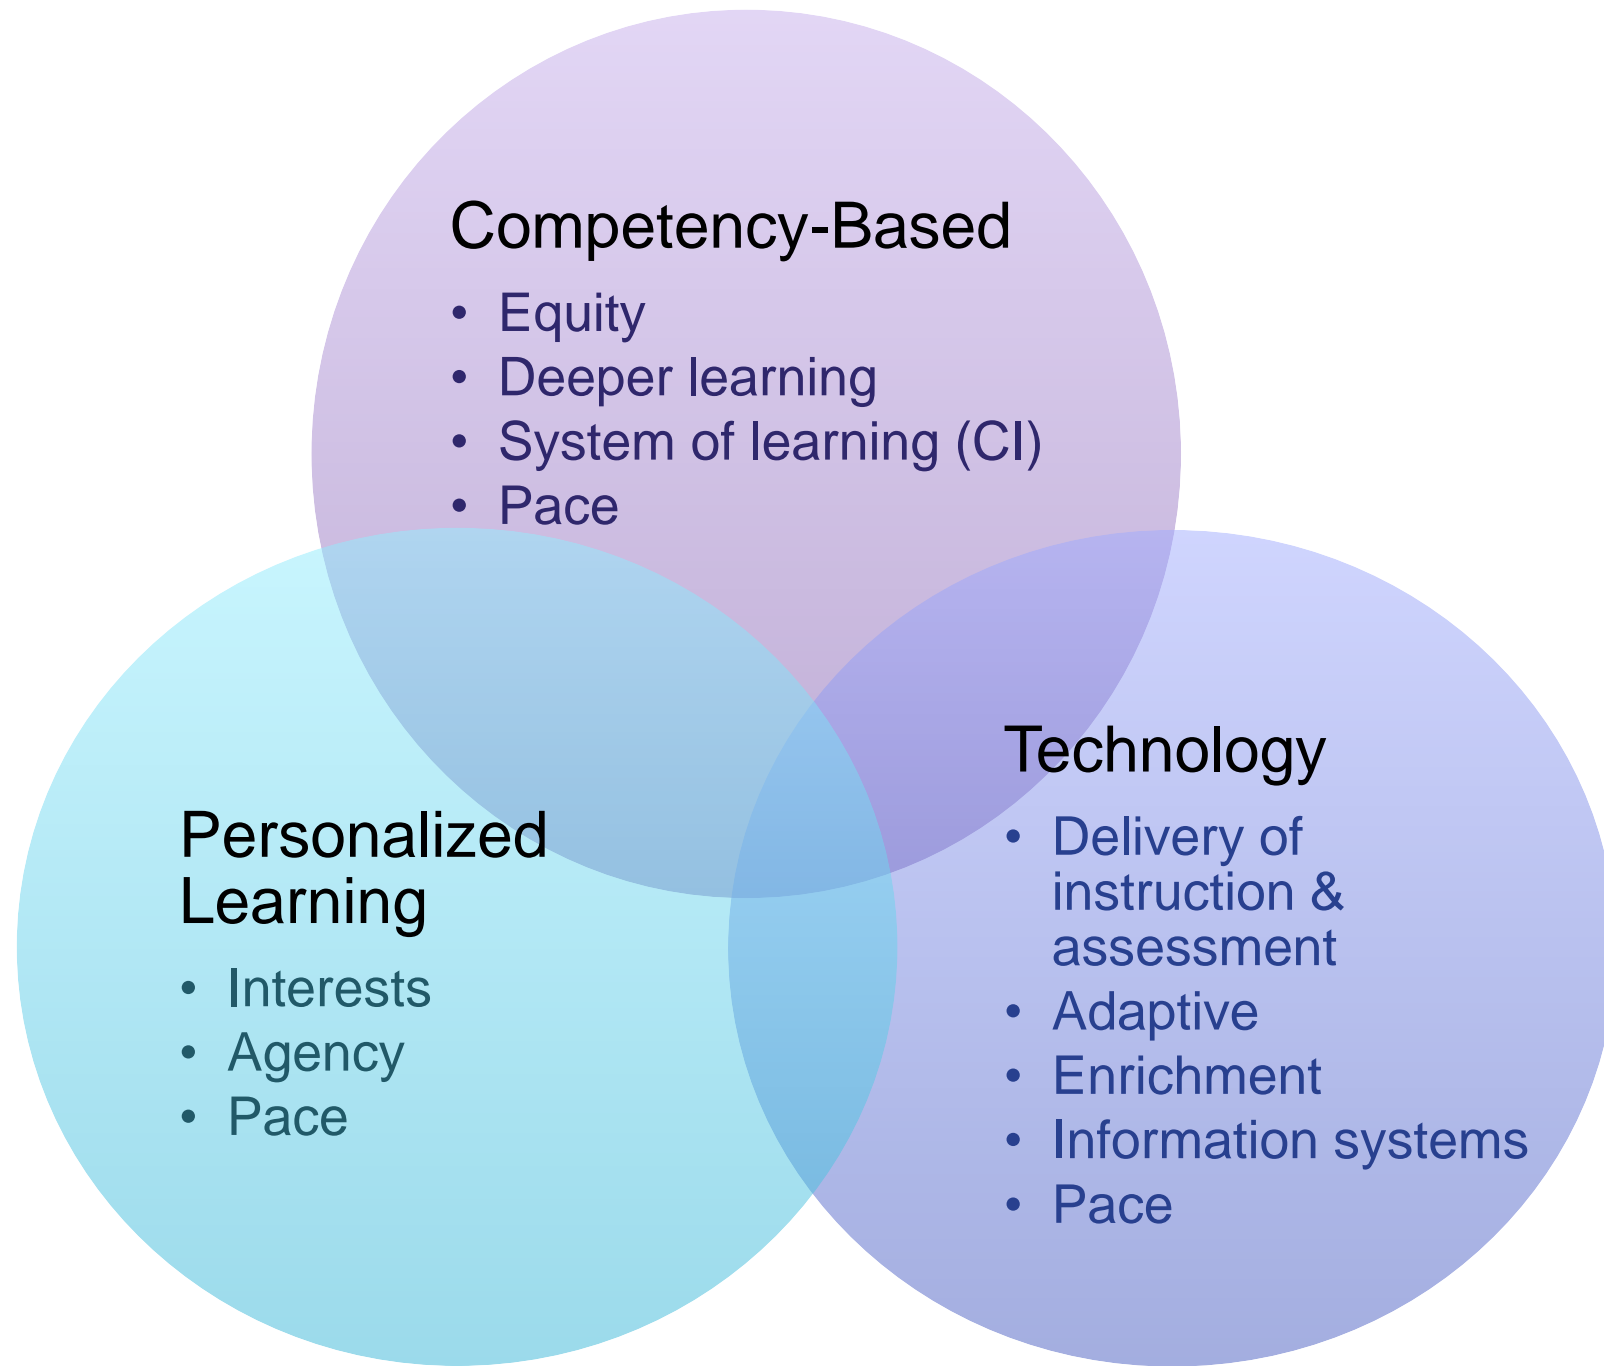 Competency-Based
• Equity
• Deeper learning
• System of learning (CI)
• Pace
Personalized
Learning
• Interests
• Agency
• Pace
Technology
• Delivery of
instruction &
assessment
• Adaptive
• Enrichment
• Information systems
• Pace